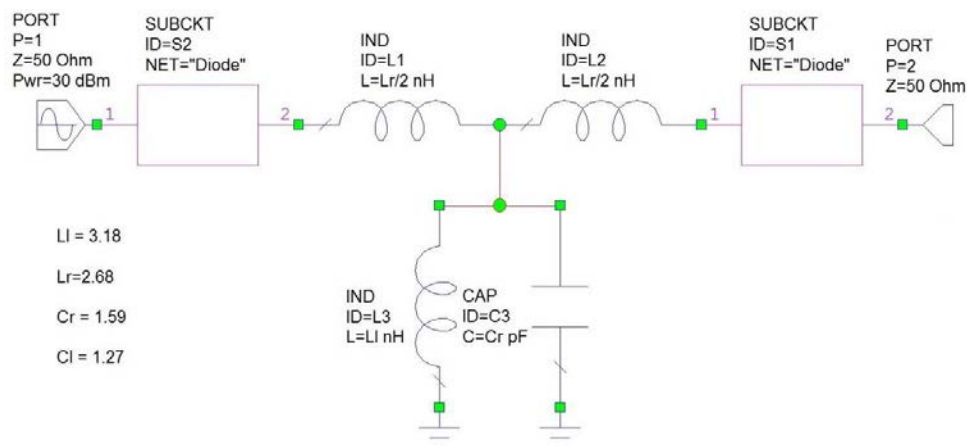 PORT
P=1
Z=50 Ohm
Pwr=30 dBm
SUBCKT
ID=S2
NET="Diode"
IND
ID=L1
L=Lr/2 nH
IND
ID=L2
L=Lr/2 nH
SUBCKT
ID=S1
NET="Diode"
PORT
P=2
Z=50 Ohm
1
2
1
2
Ll = 3.18
Lr=2.68
Cr = 1.59
Cl = 1.27
IND
ID=L3
L=Ll nH
CAP
ID=C3
C=Cr pF